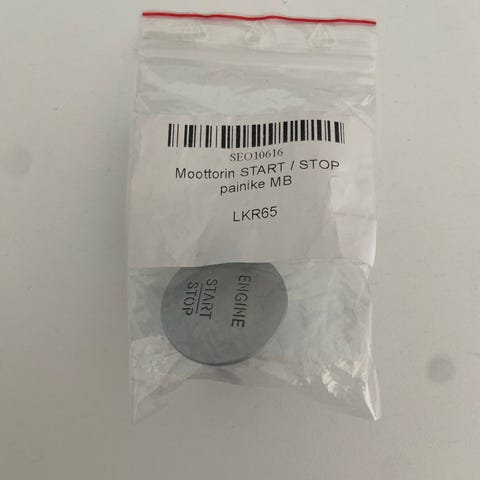 SEO10616
Moottorin START / STOP
painike MB
LKR65
ENGINE
START
STOP